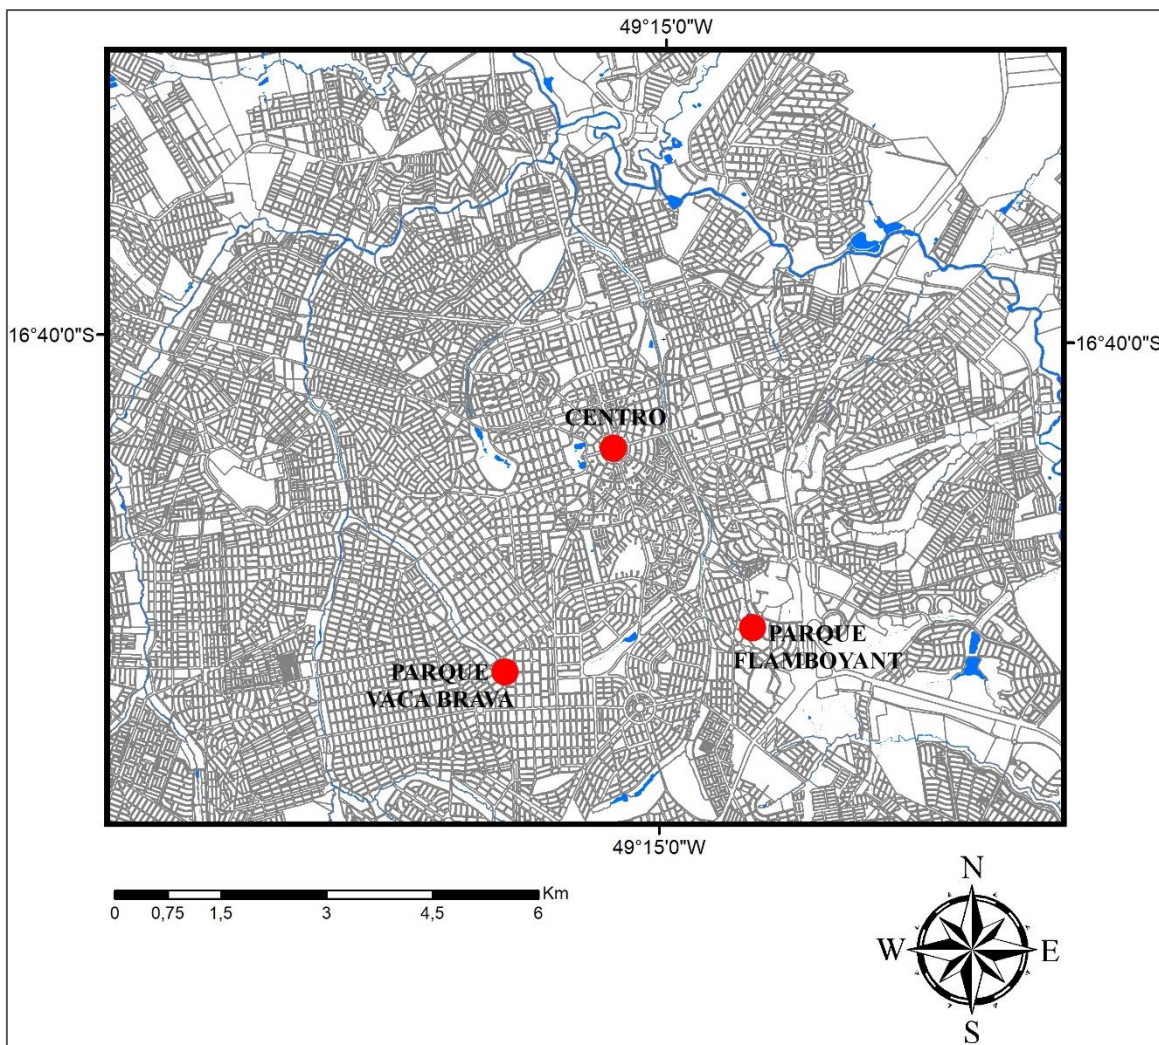 49°15'0"W
16°40'0"S
16°40'0"S
CENTRO
PARQUE
FLAMBOYANT
PARQUE
VACA BRAVA
49°15'0"W
Km
0 0,75 1,5 3 4,5 6
N
W E
S